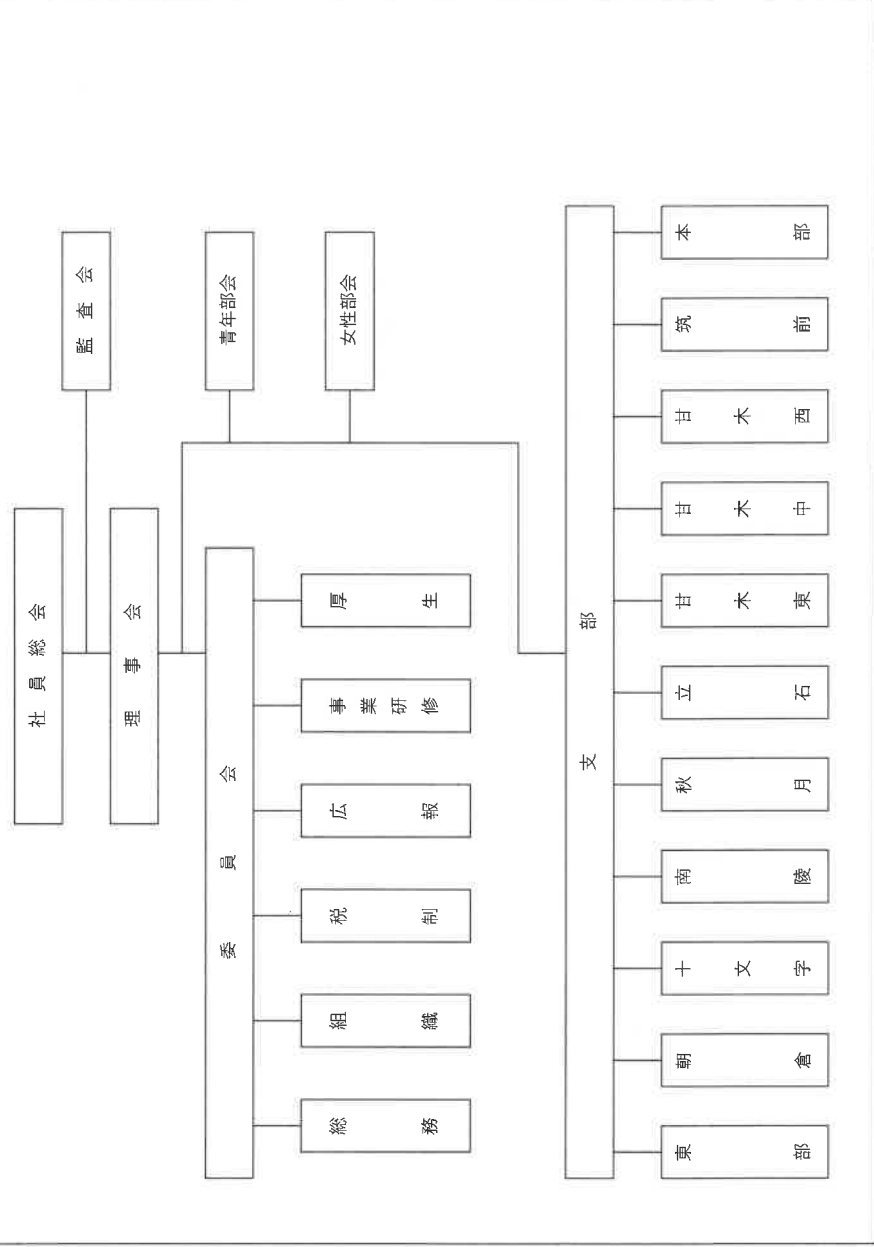 社員総会
監査会
理事会
青年部会
女性部会
委員会
総務
組織
税制
広報
事業研修
厚生
支部
東部
朝倉
十文字
南陵
秋月
立石
甘木東
甘木中
甘木西
筑前
本部